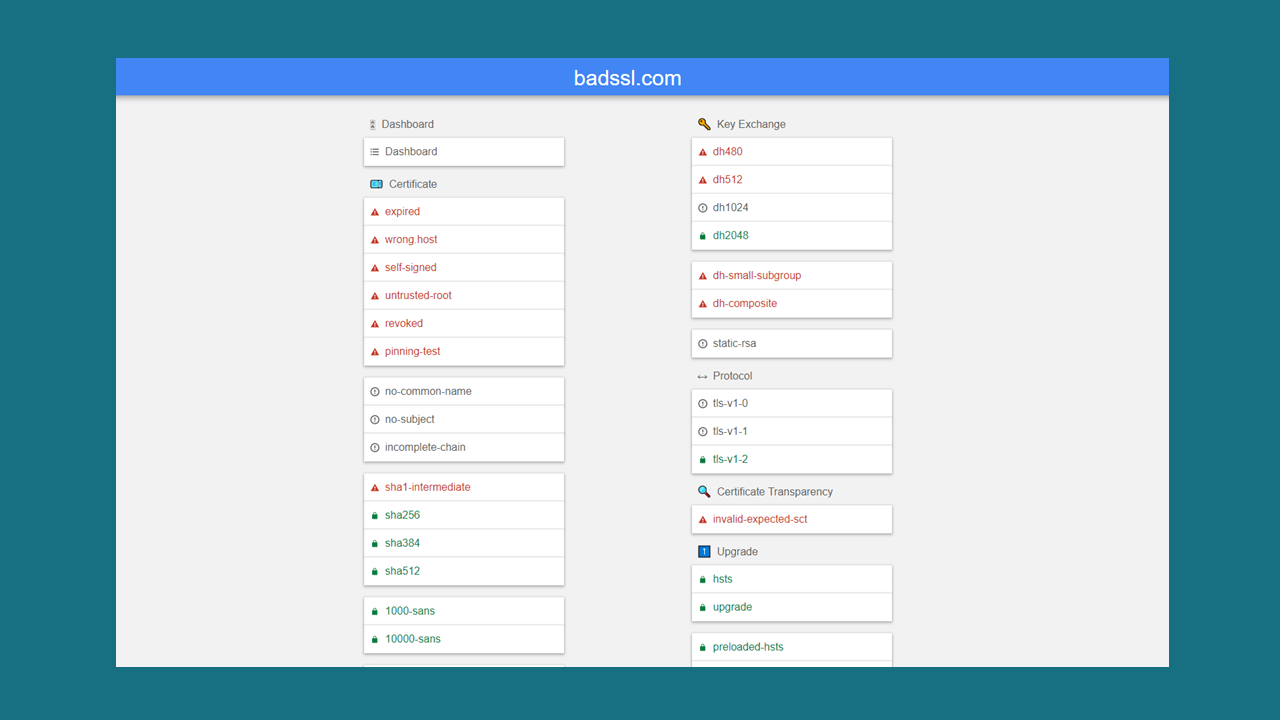 badssl.com
Dashboard
Dashboard
Certificate
expired
wrong.host
self-signed
untrusted-root
revoked
pinning-test
no-common-name
no-subject
incomplete-chain
sha1-intermediate
sha256
sha384
sha512
1000-sans
10000-sans
Key Exchange
dh480
dh512
dh1024
dh2048
dh-small-subgroup
dh-composite
static-rsa
Protocol
tls-v1-0
tls-v1-1
tls-v1-2
Certificate Transparency
invalid-expected-sct
Upgrade
hsts
upgrade
preloaded-hsts